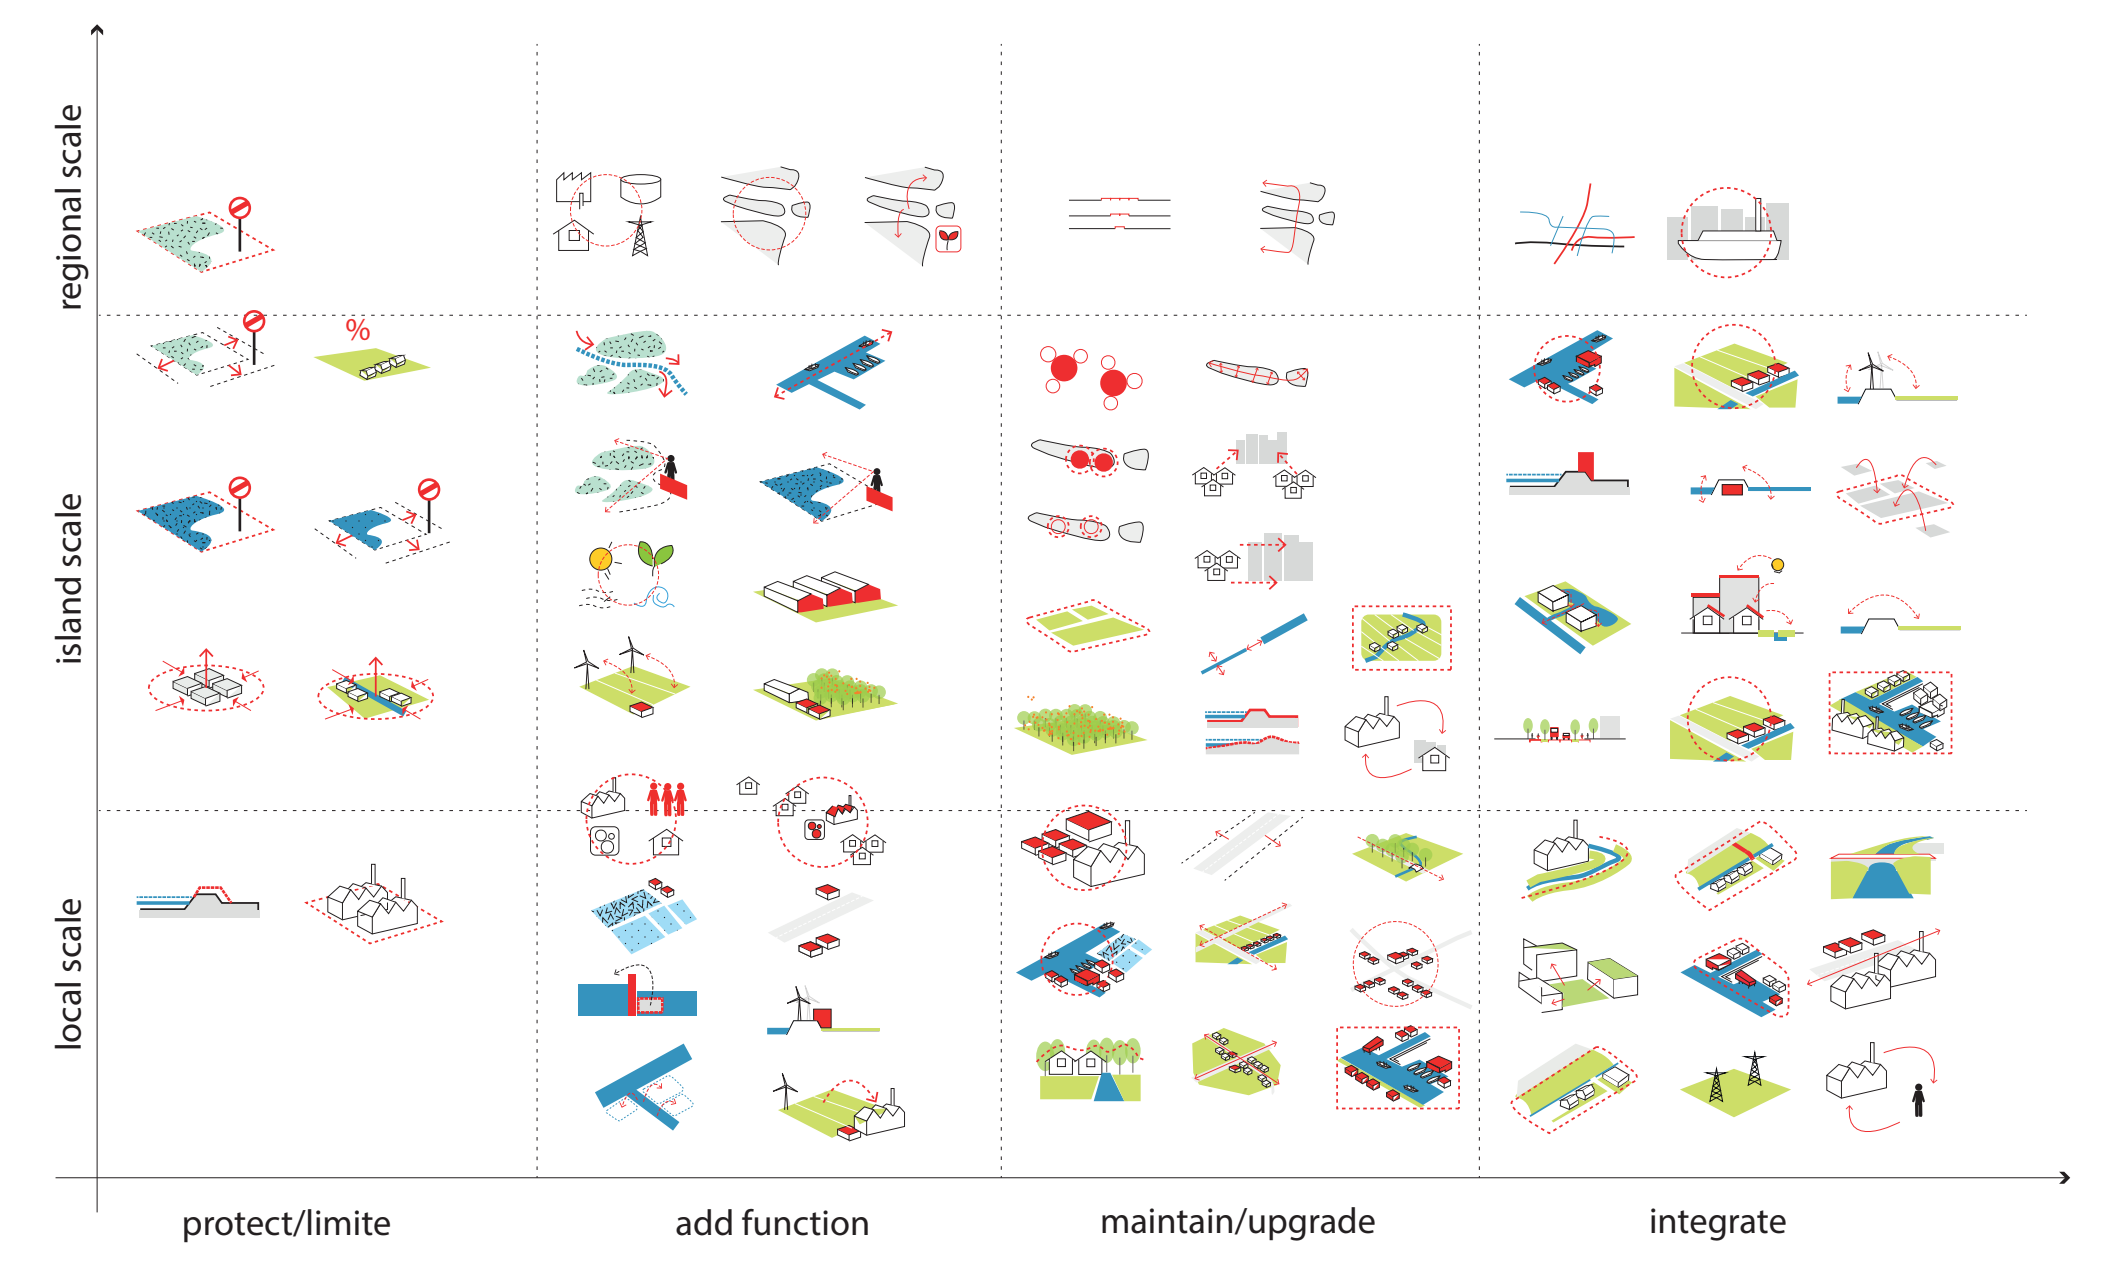 regional scale
%
island scale
local scale
protect/limite
add function
maintain/upgrade
integrate